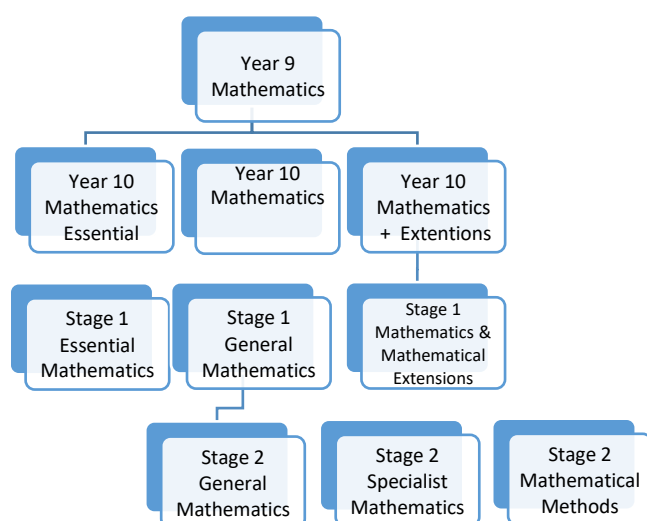 Year 9
Mathematics
Year 10
Mathematics
Essential
Year 10
Mathematics
Year 10
Mathematics
+ Extentions
Stage 1
Essential
Mathematics
Stage 1
General
Mathematics
Stage 1
Mathematics &
Mathematical
Extensions
Stage 2
General
Mathematics
Stage 2
Specialist
Mathematics
Stage 2
Mathematical
Methods